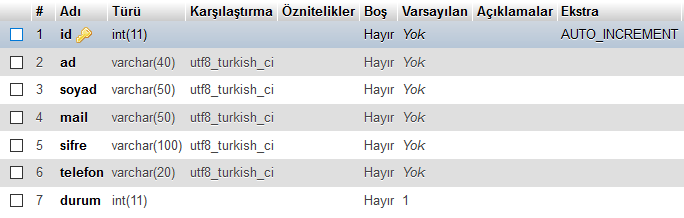 # Adı Türü Karşılaştırma Öznitelikler Boş Varsayılan Açıklamalar Ekstra
1 id int(11) Hayır Yok AUTO_INCREMENT
2 ad varchar(40) utf8_turkish_ci Hayır Yok
3 soyad varchar(50) utf8_turkish_ci Hayır Yok
4 mail varchar(50) utf8_turkish_ci Hayır Yok
5 sifre varchar(100) utf8_turkish_ci Hayır Yok
6 telefon varchar(20) utf8_turkish_ci Hayır Yok
7 durum int(11) Hayır 1